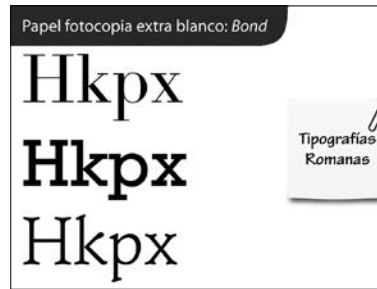 Papel fotocopia extra blanco: Bond
Hkpx
Hkpx
Hkpx
Tipografías
Romanas